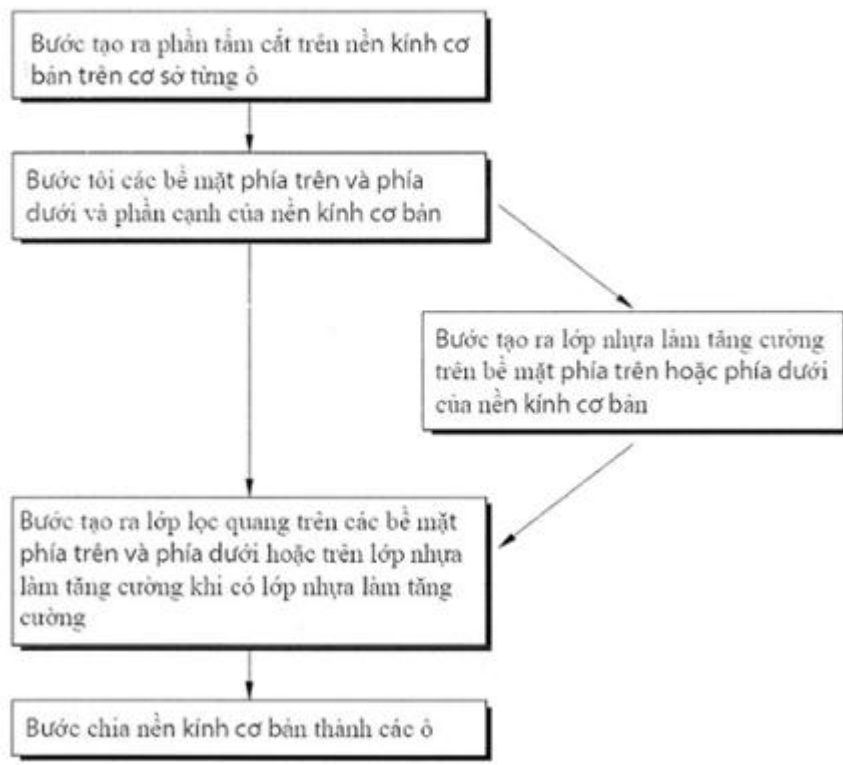 Bước tạo ra phần tấm cắt trên nền kính cơ
bản trên cơ sở từng ô
Bước tôi các bề mặt phía trên và phía
dưới và phần cạnh của nền kính cơ bản
Bước tạo ra lớp nhựa làm tăng cường
trên bề mặt phía trên hoặc phía dưới
của nền kính cơ bản
Bước tạo ra lớp lọc quang trên các bề mặt
phía trên và phía dưới hoặc trên lớp nhựa
làm tăng cường khi có lớp nhựa làm tăng
cường
Bước chia nền kính cơ bản thành các ô